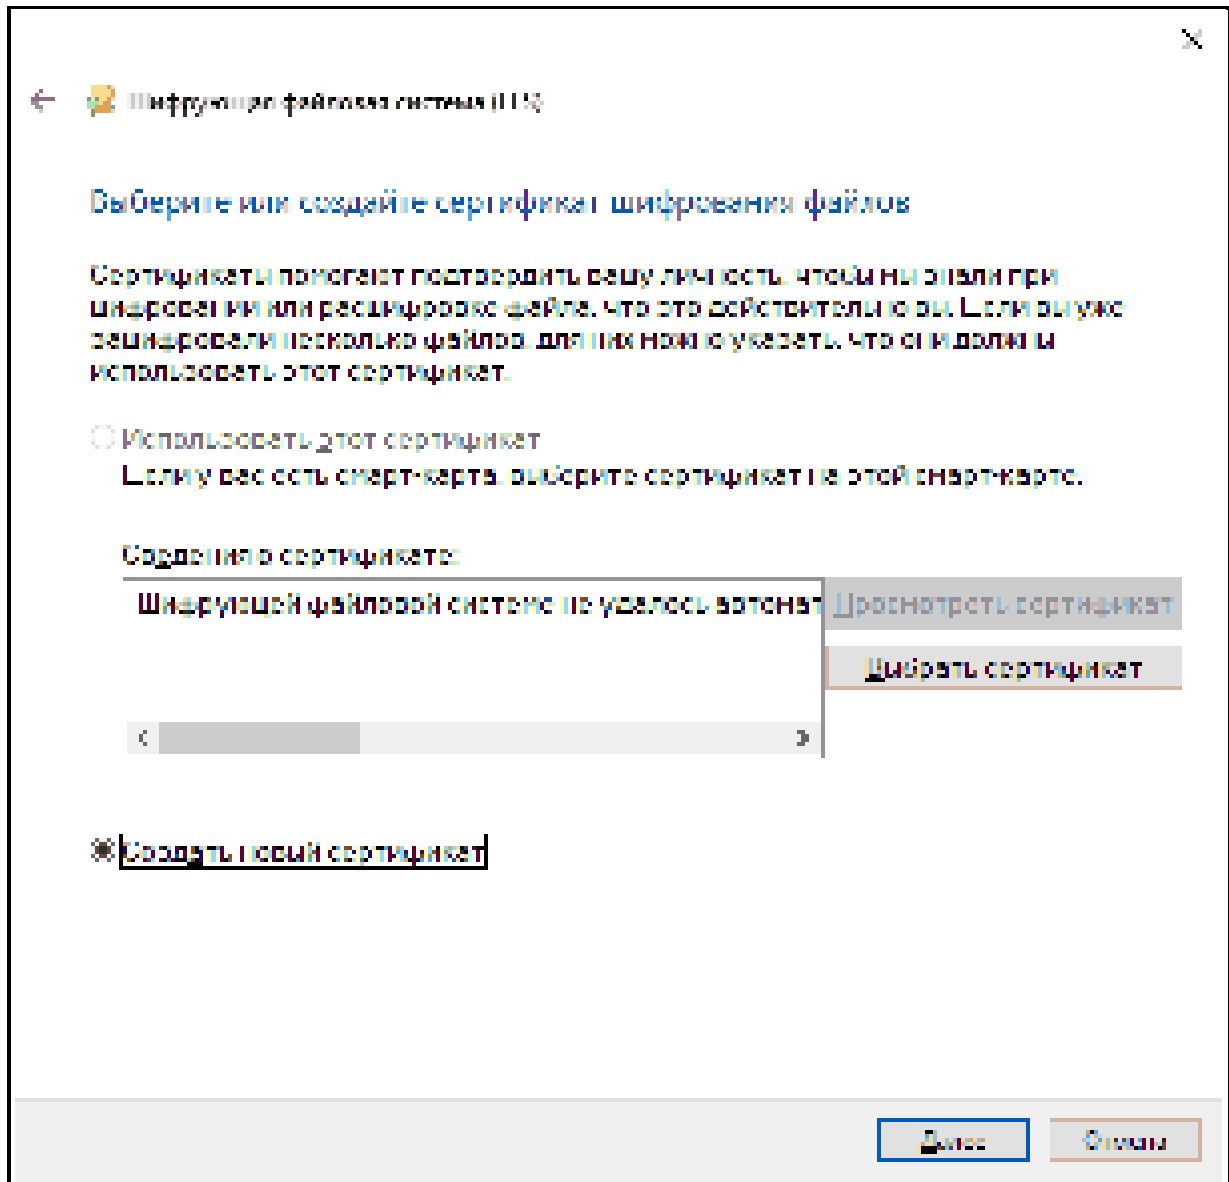 Шифрующая файловая система (EFS)
Выберите или создайте сертификат шифрования файлов
Сертификаты помогают подтвердить вашу личность, чтобы мы знали при
шифровании или расшифровке файла, что это действительно вы. Если вы уже
зашифровали несколько файлов, для них можно указать, что они должны
использовать этот сертификат.
Использовать этот сертификат
Если у вас есть смарт-карта, выберите сертификат на этой смарт-карте.
Сведения о сертификате:
Шифрующей файловой системе не удалось автомат
Просмотреть сертификат
Выбрать сертификат
Создать новый сертификат
Далее
Отмена